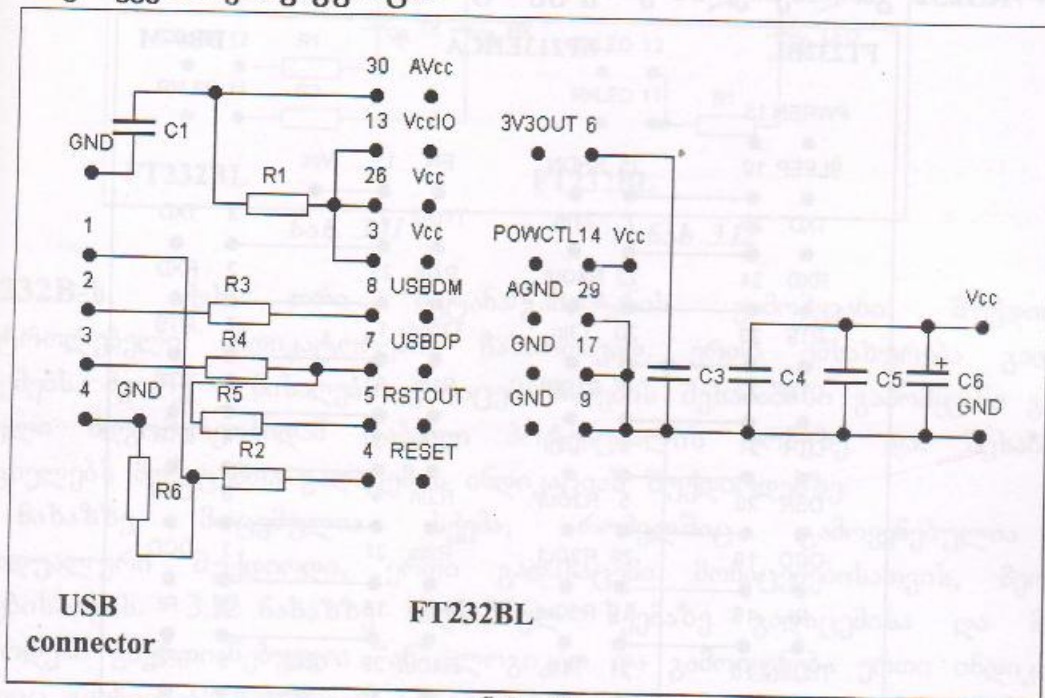 30 AVcc
13 VccIO
3V3OUT 6
GND
C1
R1
26 Vcc
1
3 Vcc
POWCTL 14 Vcc
2
R3
8 USBDM
AGND 29
Vcc
3
R4
7 USBDP
GND 17
C3
C4
C5
+
C6
4
GND
R5
5 RSTOUT
GND 9
GND
R2
4 RESET
R6
USB
connector
FT232BL